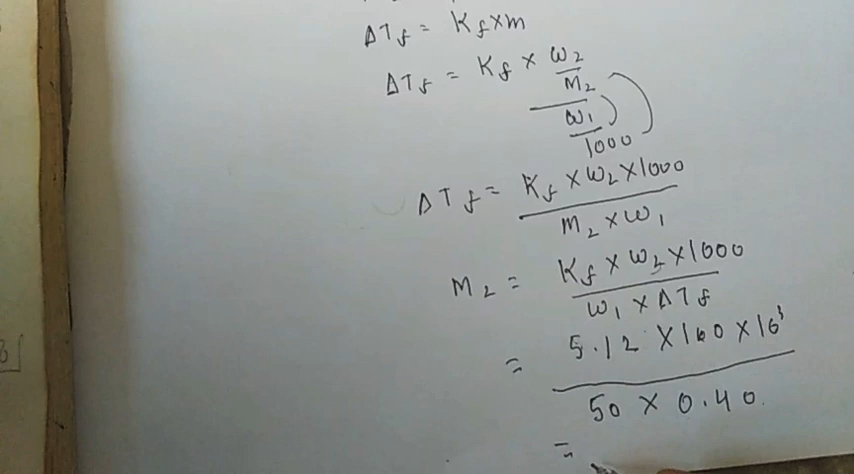 ΔTf = Kf × m
ΔTf = Kf × w2
M2
w1
1000
ΔTf = Kf × w2 × 1000
M2 × w1
M2 = Kf × w2 × 1000
w1 × ΔTf
= 5.12 × 1.00 × 10³
50 × 0.40
=